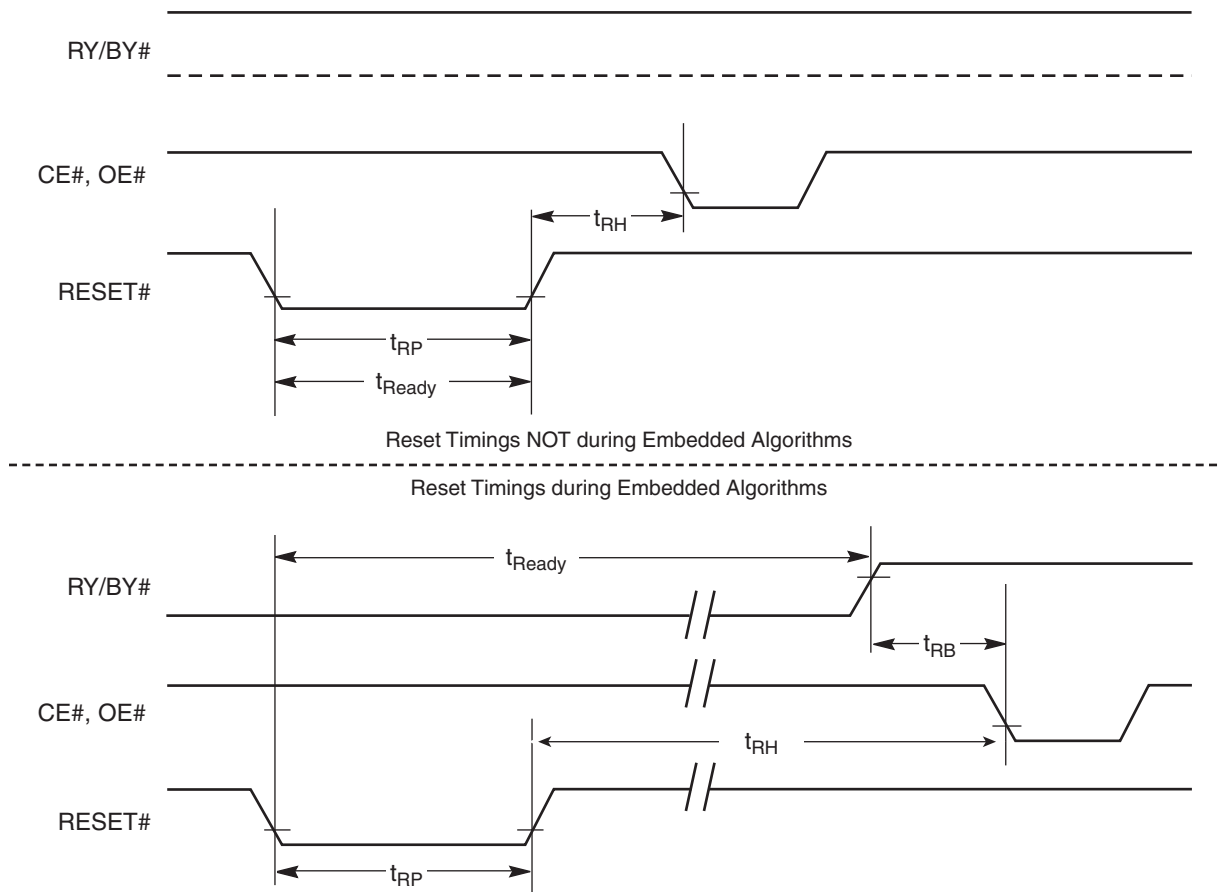 RY/BY#
CE#, OE#
tRH
RESET#
tRP
tReady
Reset Timings NOT during Embedded Algorithms
Reset Timings during Embedded Algorithms
tReady
RY/BY#
tRB
CE#, OE#
tRH
RESET#
tRP